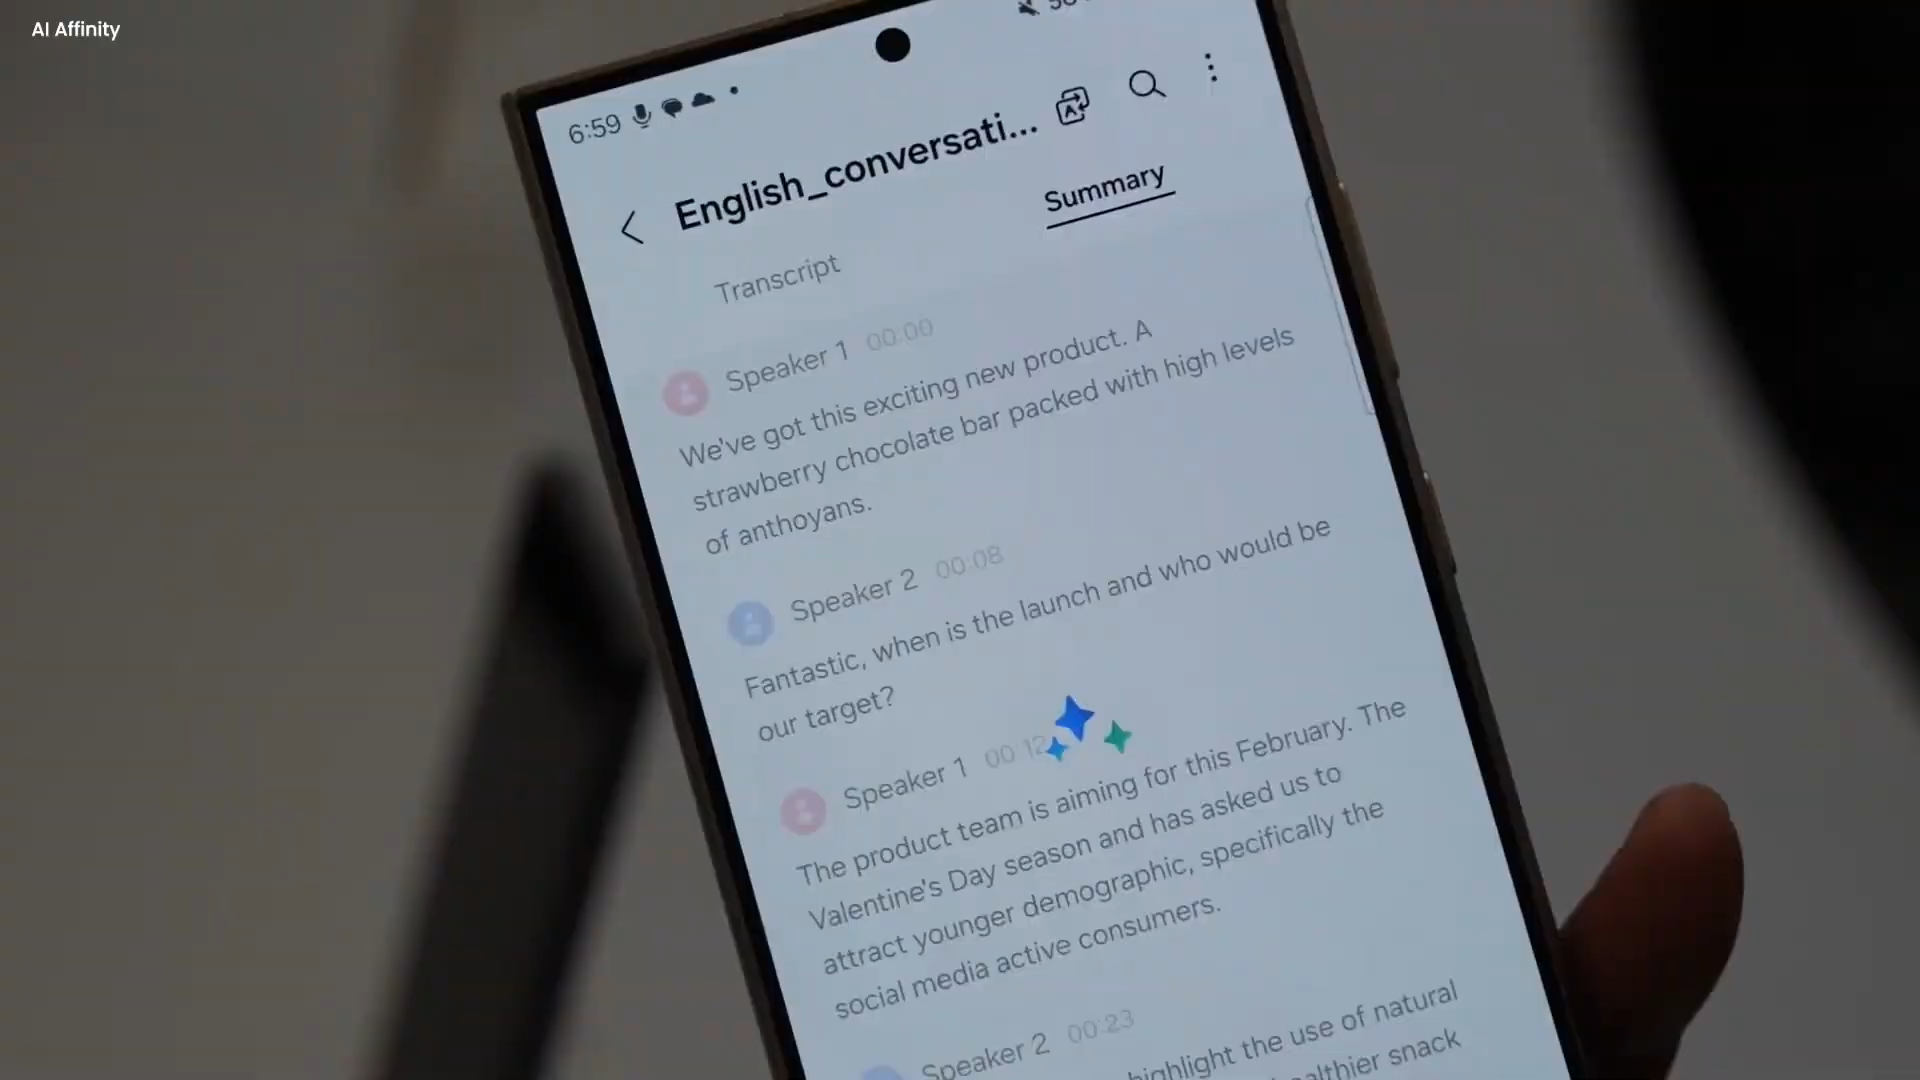 AI Affinity
6:59
English_conversati...
Transcript
Summary
Speaker 1 00:00
We've got this exciting new product. A
strawberry chocolate bar packed with high levels
of anthoyans.
Speaker 2 00:08
Fantastic, when is the launch and who would be
our target?
Speaker 1 00:12
The product team is aiming for this February. The
Valentine's Day season and has asked us to
attract younger demographic, specifically the
social media active consumers.
Speaker 2 00:23
highlight the use of natural
snack